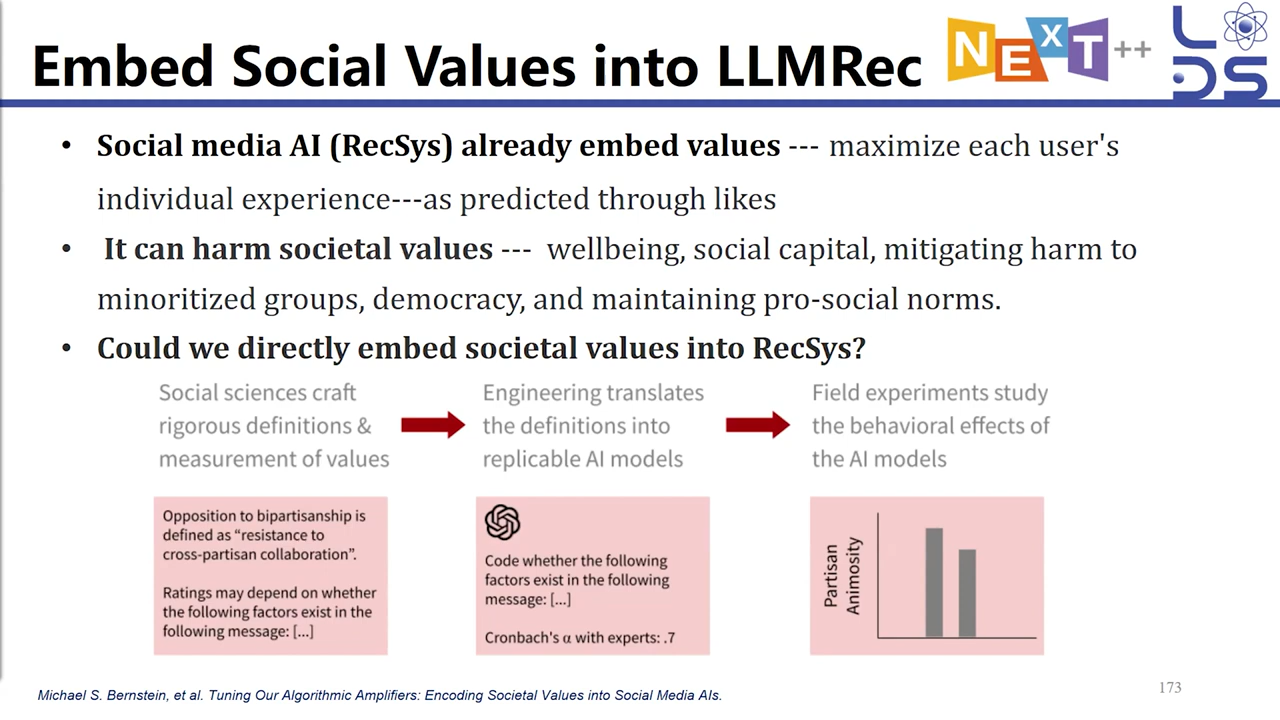 Embed Social Values into LLMRec
NExT++
LDS
• Social media AI (RecSys) already embed values --- maximize each user's
individual experience---as predicted through likes
• It can harm societal values --- wellbeing, social capital, mitigating harm to
minoritized groups, democracy, and maintaining pro-social norms.
• Could we directly embed societal values into RecSys?
Social sciences craft
rigorous definitions &
measurement of values
Engineering translates
the definitions into
replicable AI models
Field experiments study
the behavioral effects of
the AI models
Opposition to bipartisanship is
defined as “resistance to
cross-partisan collaboration”.
Ratings may depend on whether
the following factors exist in the
following message: [...]
Code whether the following
factors exist in the following
message: [...]
Cronbach's α with experts: .7
Partisan
Animosity
Michael S. Bernstein, et al. Tuning Our Algorithmic Amplifiers: Encoding Societal Values into Social Media AIs.
173